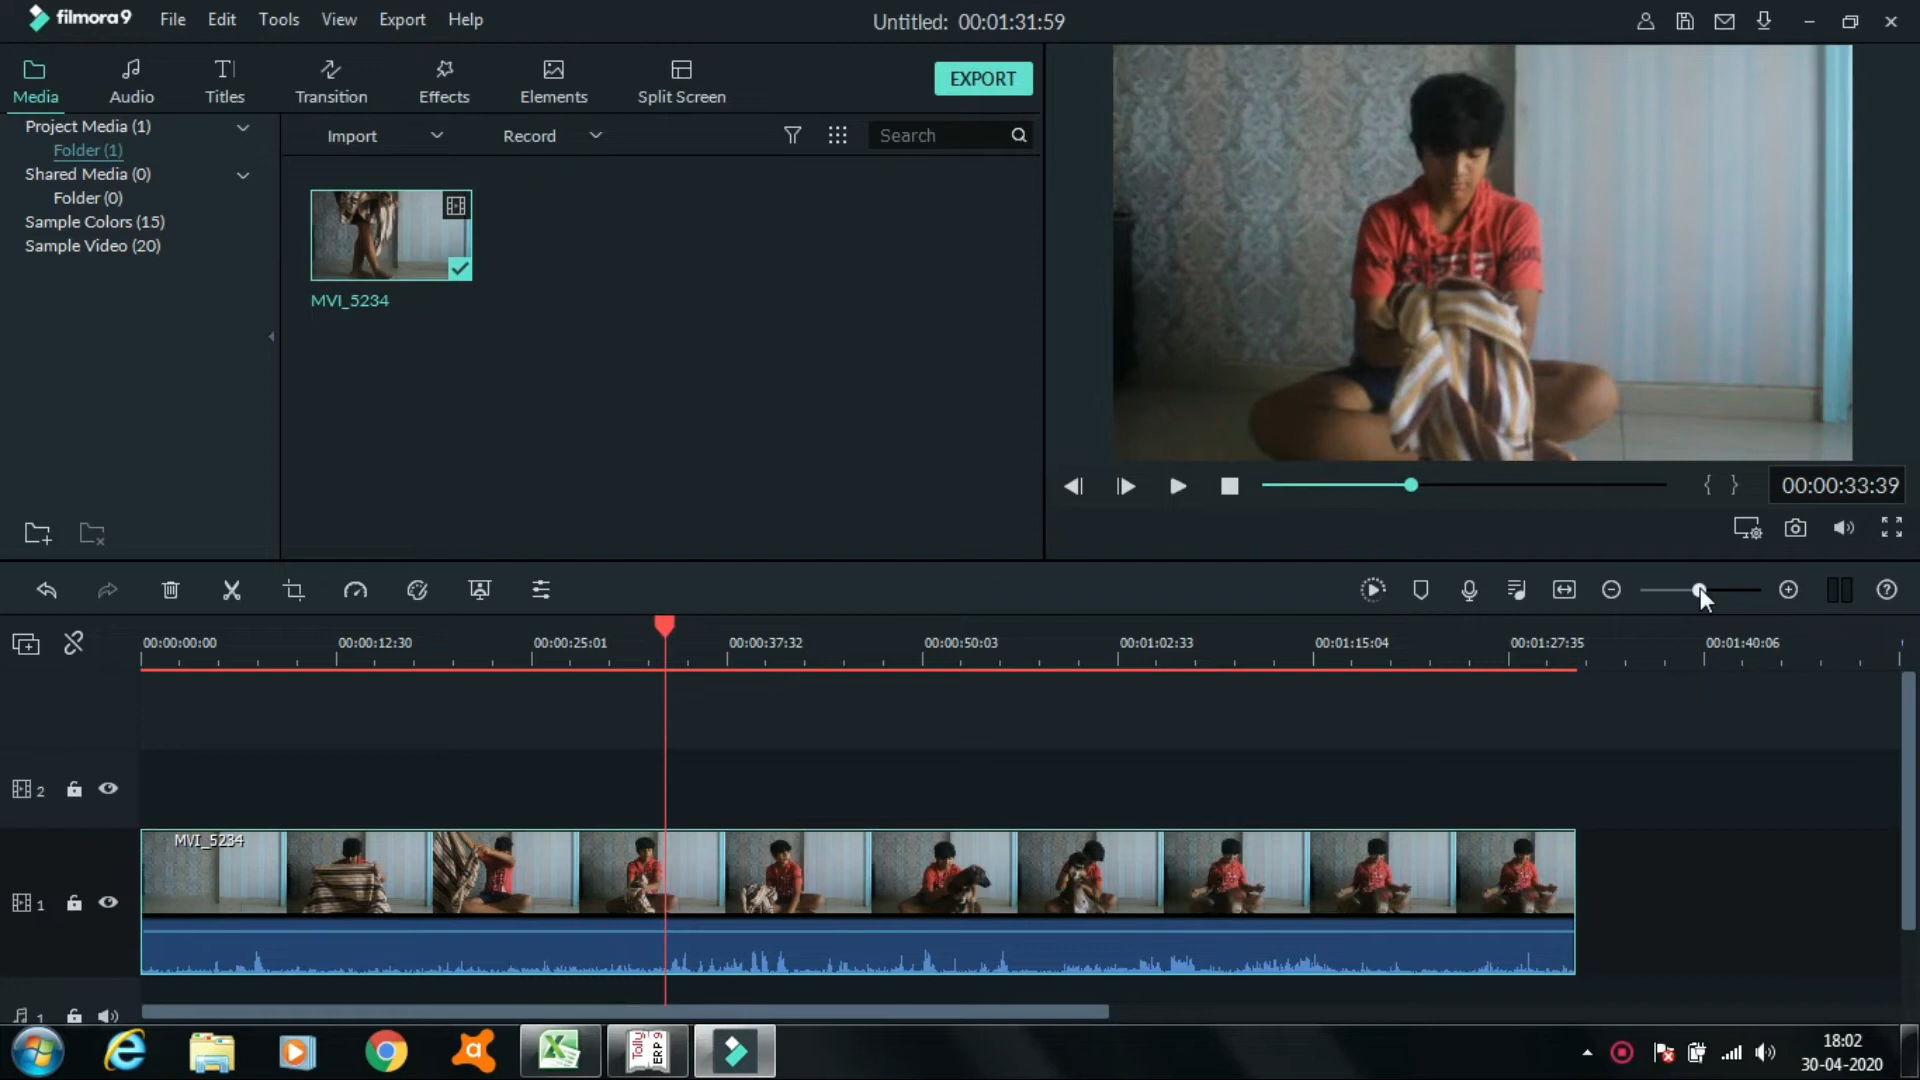 filmora9 File Edit Tools View Export Help Untitled: 00:01:31:59
Media Audio Titles Transition Effects Elements Split Screen EXPORT
Project Media (1)
Folder (1)
Shared Media (0)
Folder (0)
Sample Colors (15)
Sample Video (20)
Import Record Search
MVI_5234
{ } 00:00:33:39
00:00:00:00 00:00:12:30 00:00:25:01 00:00:37:32 00:00:50:03 00:01:02:33 00:01:15:04 00:01:27:35 00:01:40:06
2
MVI_5234
1
1
Tally ERP 9
18:02
30-04-2020